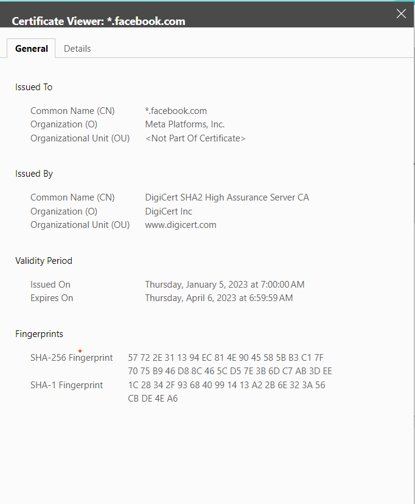 Certificate Viewer: *.facebook.com
General Details
Issued To
Common Name (CN) *.facebook.com
Organization (O) Meta Platforms, Inc.
Organizational Unit (OU) <Not Part Of Certificate>
Issued By
Common Name (CN) DigiCert SHA2 High Assurance Server CA
Organization (O) DigiCert Inc
Organizational Unit (OU) www.digicert.com
Validity Period
Issued On Thursday, January 5, 2023 at 7:00:00 AM
Expires On Thursday, April 6, 2023 at 6:59:59 AM
Fingerprints
SHA-256 Fingerprint 57 72 2E 31 13 94 EC 81 4E 90 45 58 5B B3 C1 7F
70 75 B9 46 D8 8C 46 5C D5 7E 3B 6D C7 AB 3D EE
SHA-1 Fingerprint 1C 28 34 2F 93 68 40 99 14 13 A2 2B 6E 32 3A 56
CB DE 4E A6